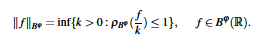 ‖f‖_{B^φ} = inf{k > 0 : ρ_{B^φ}(f/k) ≤ 1}, f ∈ B^φ(ℝ).